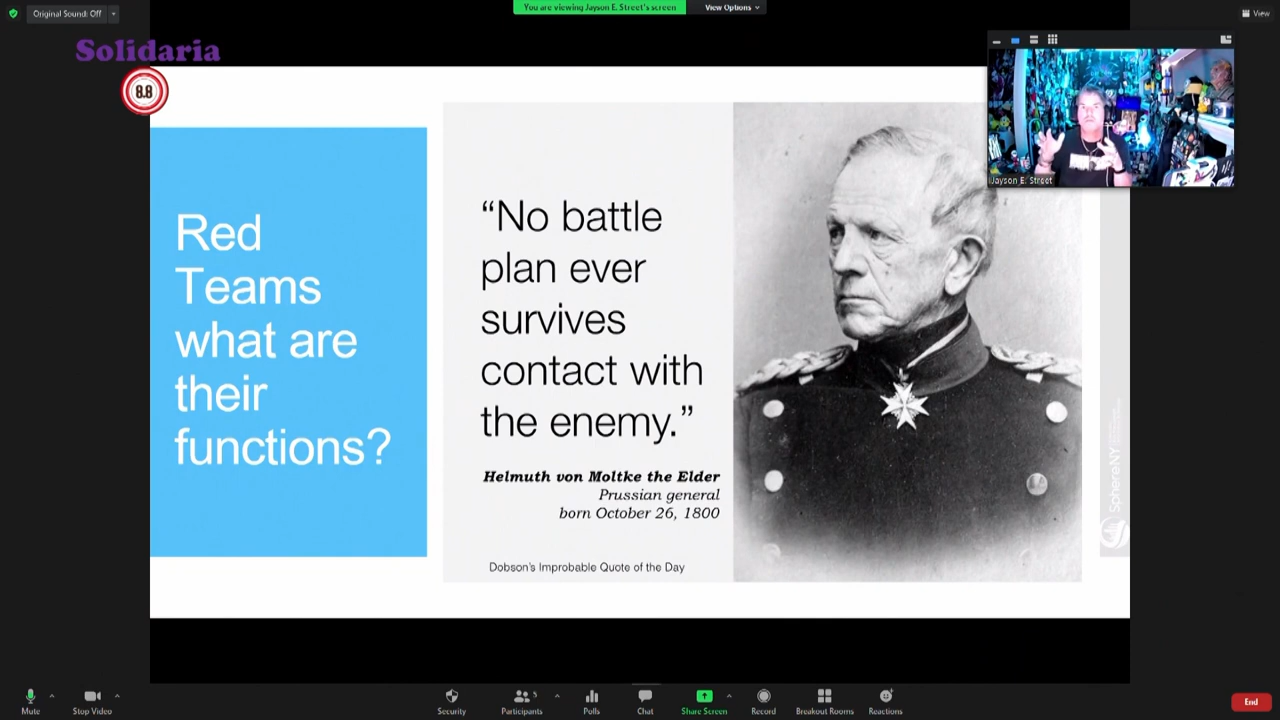 Original Sound: Off
You are viewing Jayson E. Street's screen
View Options
View
Solidaria
8.8
Jayson E. Street
Red
Teams
what are
their
functions?
“No battle
plan ever
survives
contact with
the enemy.”
Helmuth von Moltke the Elder
Prussian general
born October 26, 1800
Dobson's Improbable Quote of the Day
SphereNY
Mute
Stop Video
Security
Participants
5
Polls
Chat
Share Screen
Record
Breakout Rooms
Reactions
End